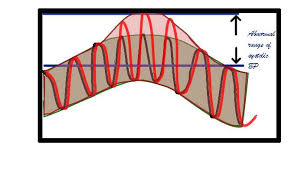 Abnormal
range of
systolic
BP